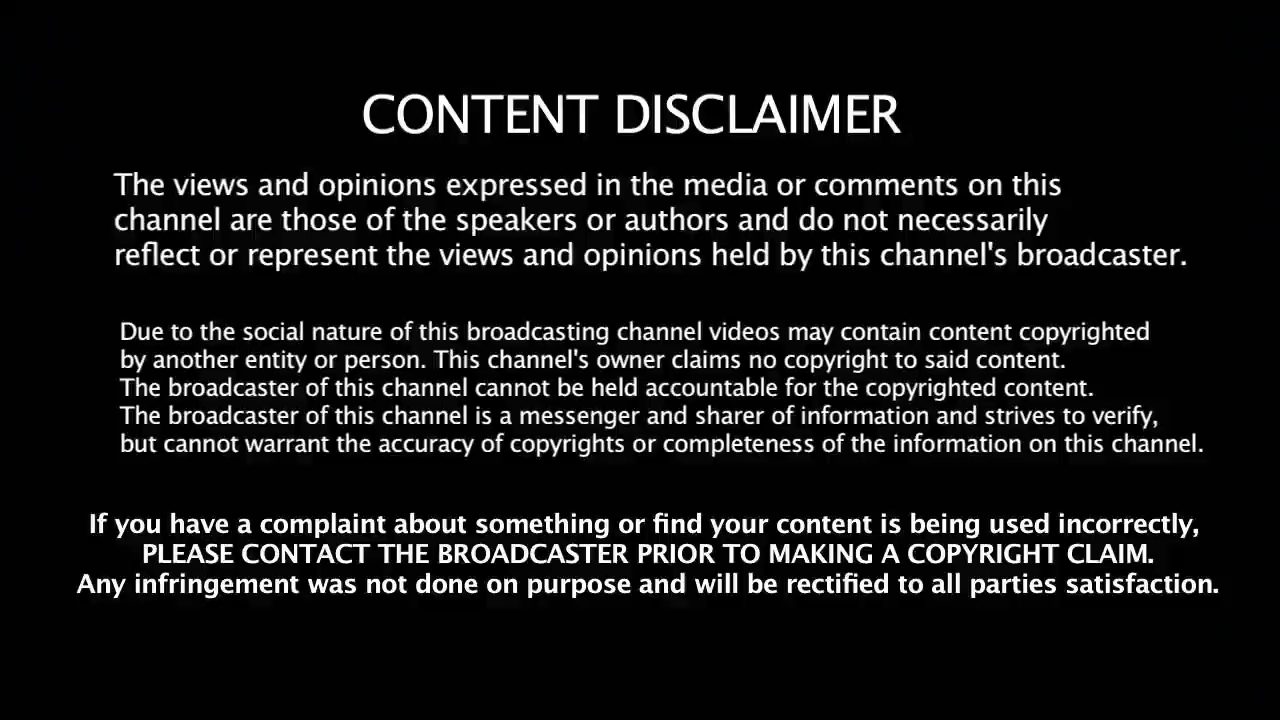 CONTENT DISCLAIMER
The views and opinions expressed in the media or comments on this
channel are those of the speakers or authors and do not necessarily
reflect or represent the views and opinions held by this channel's broadcaster.
Due to the social nature of this broadcasting channel videos may contain content copyrighted
by another entity or person. This channel's owner claims no copyright to said content.
The broadcaster of this channel cannot be held accountable for the copyrighted content.
The broadcaster of this channel is a messenger and sharer of information and strives to verify,
but cannot warrant the accuracy of copyrights or completeness of the information on this channel.
If you have a complaint about something or find your content is being used incorrectly,
PLEASE CONTACT THE BROADCASTER PRIOR TO MAKING A COPYRIGHT CLAIM.
Any infringement was not done on purpose and will be rectified to all parties satisfaction.